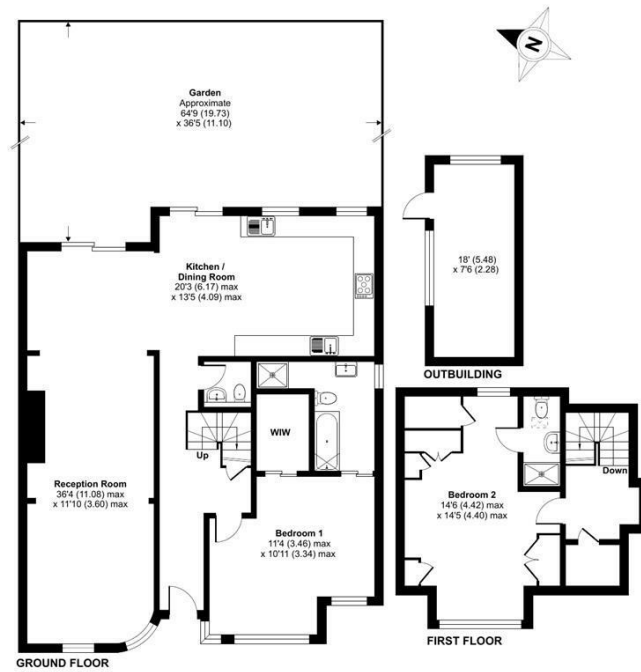 N
Garden
Approximate
64'9 (19.73)
x 36'5 (11.10)
Kitchen /
Dining Room
20'3 (6.17) max
x 13'5 (4.09) max
18' (5.48)
x 7'6 (2.28)
OUTBUILDING
WIW
Up
Reception Room
36'4 (11.08) max
x 11'10 (3.60) max
Bedroom 1
11'4 (3.46) max
x 10'11 (3.34) max
GROUND FLOOR
Down
Bedroom 2
14'6 (4.42) max
x 14'5 (4.40) max
FIRST FLOOR